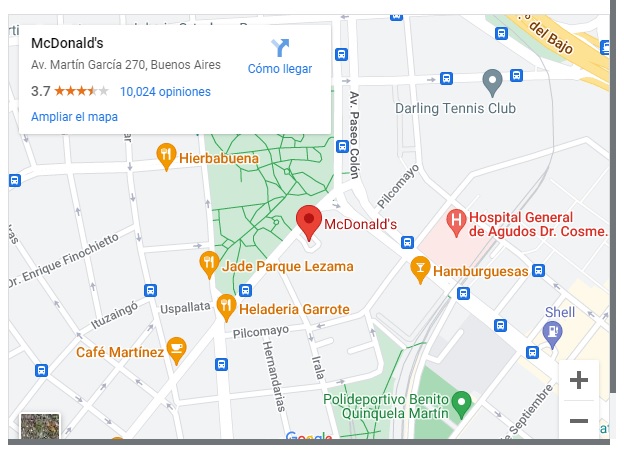 McDonald's
Av. Martín García 270, Buenos Aires
3.7
10,024 opiniones
Ampliar el mapa
Cómo llegar
del Bajo
Av. Paseo Colón
Darling Tennis Club
Hierbabuena
Pilcomayo
McDonald's
Hospital General
de Agudos Dr. Cosme.
Dr. Enrique Finochietto
Jade Parque Lezama
Hamburguesas
Ituzaingó
Uspallata
Heladeria Garrote
Shell
Pilcomayo
Café Martínez
Hernandarias
Irala
Polideportivo Benito
Quinquela Martín
de Septiembre
Google